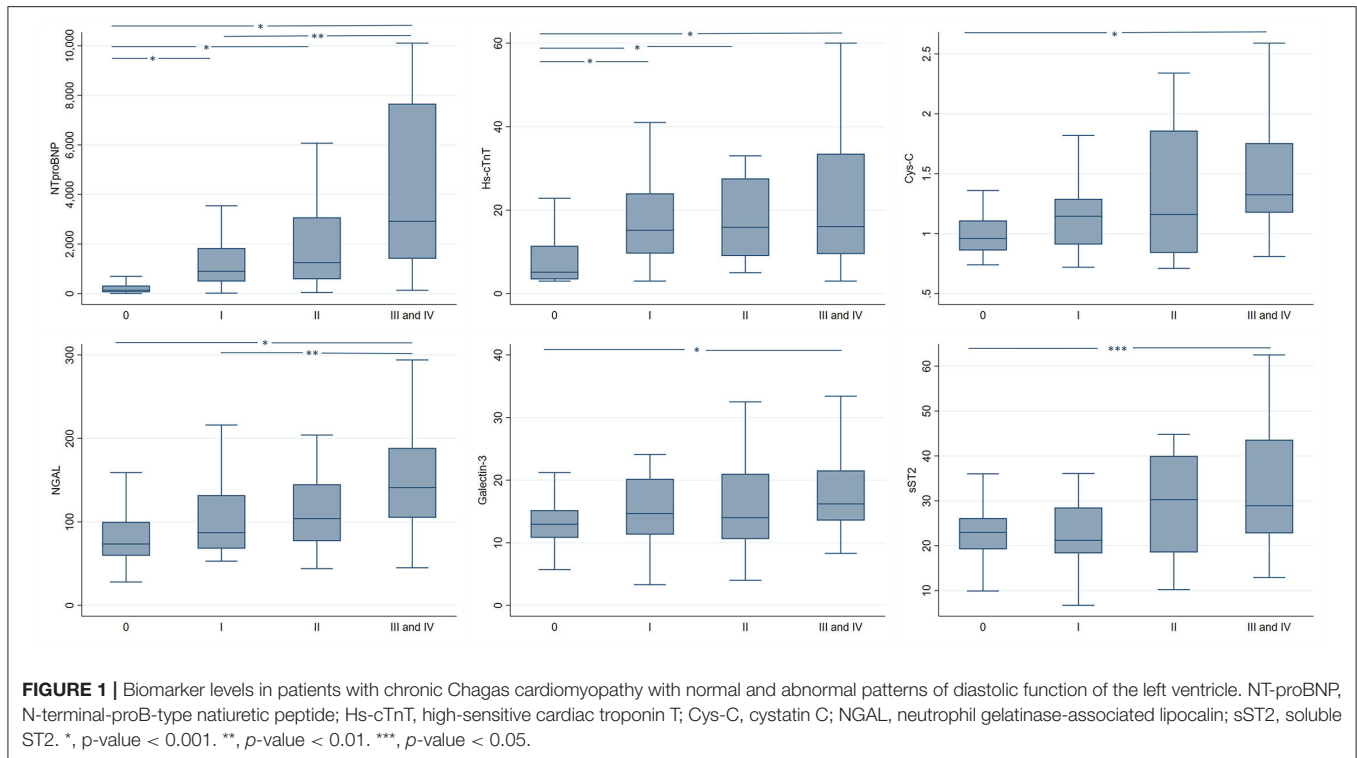 *
**
*
*
10,000
8,000
6,000
4,000
2,000
0
NTproBNP
0 I II III and IV
*
*
*
60
40
20
0
Hs-cTnT
0 I II III and IV
*
2.5
2
1.5
1
.5
Cys-C
0 I II III and IV
*
**
300
200
100
0
NGAL
0 I II III and IV
*
40
30
20
10
0
Galectin-3
0 I II III and IV
***
60
50
40
30
20
10
sST2
0 I II III and IV
FIGURE 1 | Biomarker levels in patients with chronic Chagas cardiomyopathy with normal and abnormal patterns of diastolic function of the left ventricle. NT-proBNP,
N-terminal-proB-type natiuretic peptide; Hs-cTnT, high-sensitive cardiac troponin T; Cys-C, cystatin C; NGAL, neutrophil gelatinase-associated lipocalin; sST2, soluble
ST2. *, p-value < 0.001. **, p-value < 0.01. ***, p-value < 0.05.